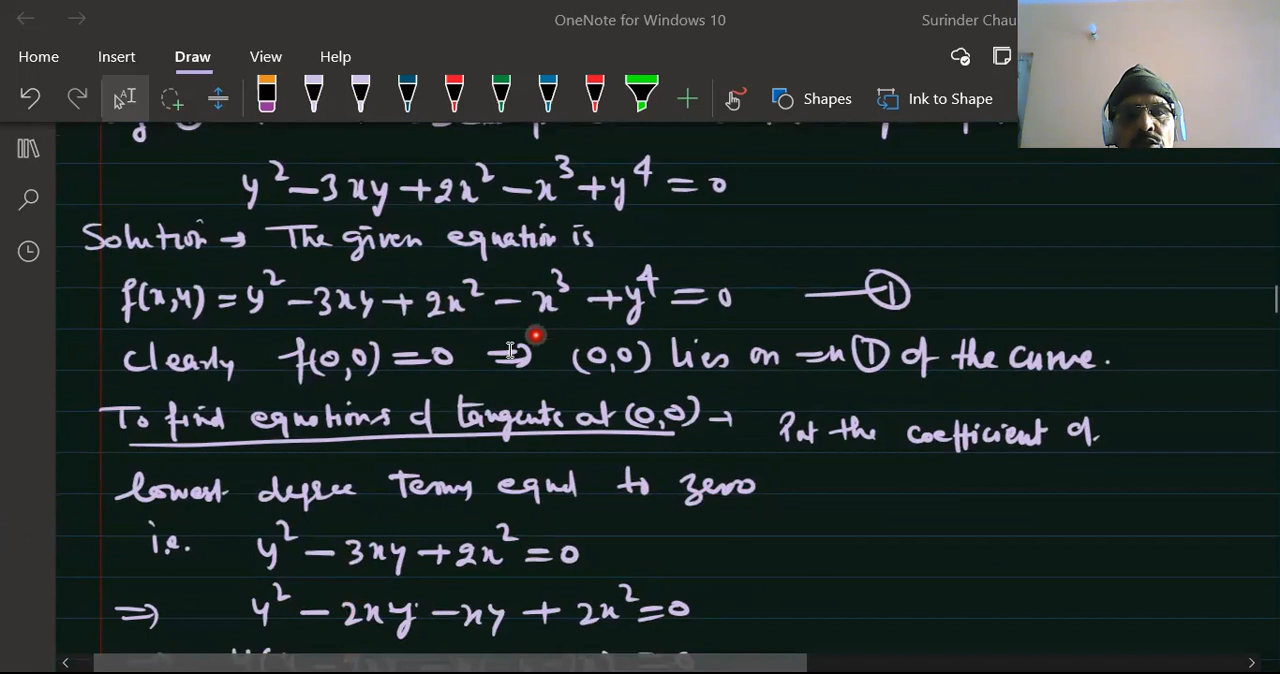 OneNote for Windows 10
Surinder Chau
Home Insert Draw View Help
Shapes
Ink to Shape
y² - 3xy + 2x² - x³ + y⁴ = 0
Solution → The given equation is
f(x,y) = y² - 3xy + 2x² - x³ + y⁴ = 0 —①
Clearly f(0,0) = 0 ⇒ (0,0) lies on =n ① of the curve.
To find equations of tangents at (0,0) → Put the coefficient of
lowest degree terms equal to zero
i.e. y² - 3xy + 2x² = 0
⇒ y² - 2xy - xy + 2x² = 0